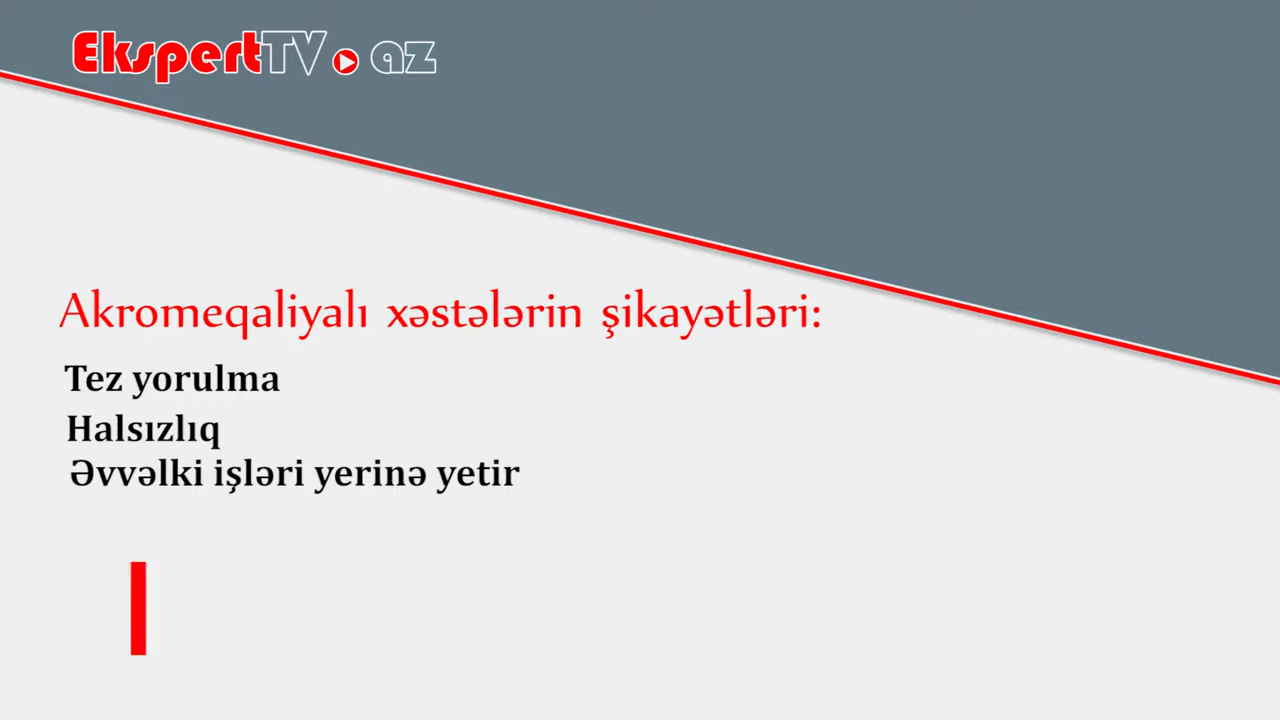 EkspertTV.az
Akromeqaliyalı xəstələrin şikayətləri:
Tez yorulma
Halsızlıq
Əvvəlki işləri yerinə yetir